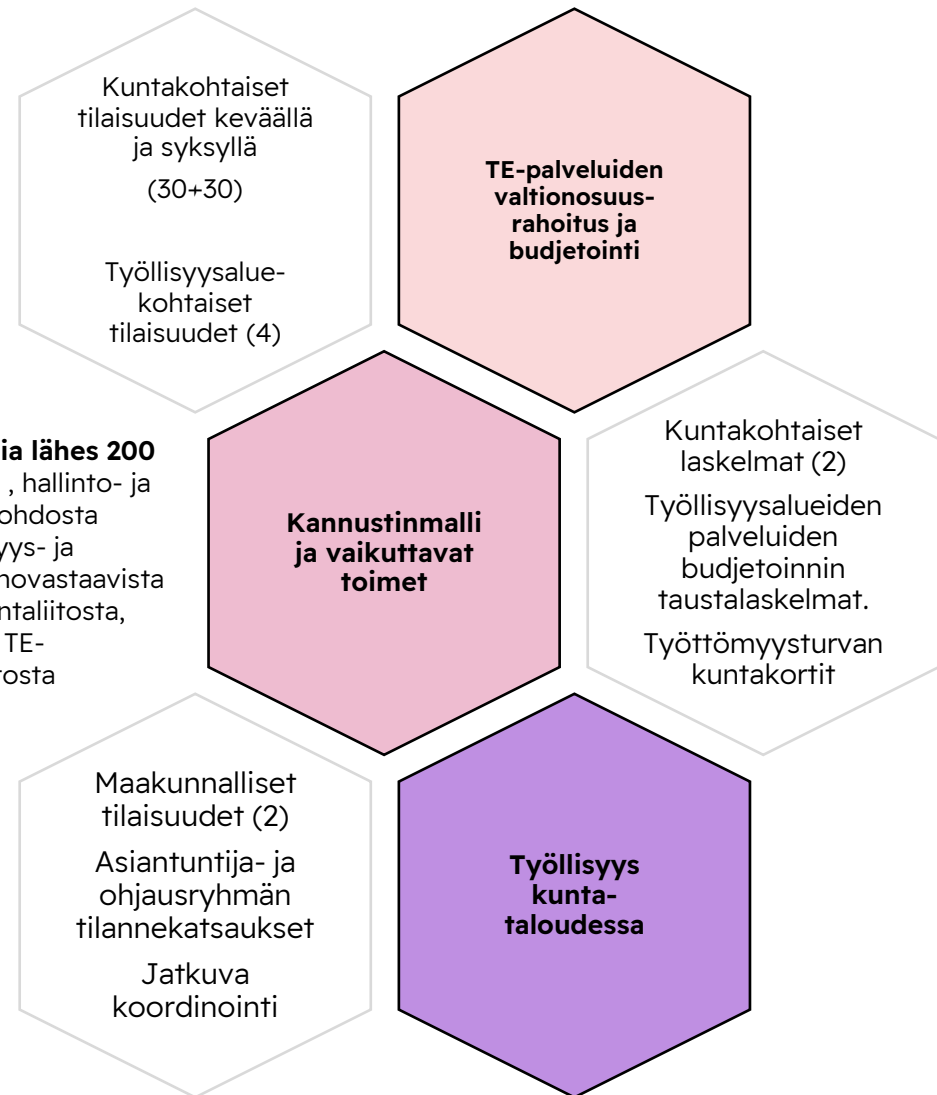 Kuntakohtaiset
tilaisuudet keväällä
ja syksyllä
(30+30)
Työllisyysalue-
kohtaiset
tilaisuudet (4)
TE-palveluiden
valtionosuus-
rahoitus ja
budjetointi
ia lähes 200
, hallinto- ja
ohdosta
yys- ja
novastaavista
ntaliitosta,
TE-
tosta
Kannustinmalli
ja vaikuttavat
toimet
Kuntakohtaiset
laskelmat (2)
Työllisyysalueiden
palveluiden
budjetoinnin
taustalaskelmat.
Työttömyysturvan
kuntakortit
Maakunnalliset
tilaisuudet (2)
Asiantuntija- ja
ohjausryhmän
tilannekatsaukset
Jatkuva
koordinointi
Työllisyys
kunta-
taloudessa